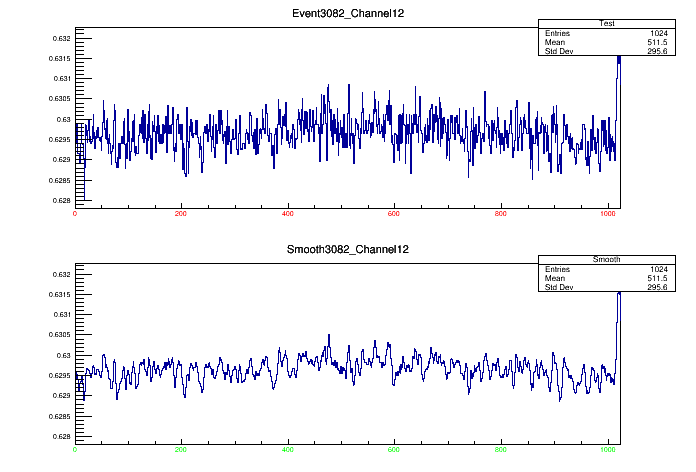 Event3082_Channel12
Test
Entries 1024
Mean 511.5
Std Dev 295.6
0.632
0.6315
0.631
0.6305
0.63
0.6295
0.629
0.6285
0.628
0 200 400 600 800 1000
Smooth3082_Channel12
Smooth
Entries 1024
Mean 511.5
Std Dev 295.6
0.632
0.6315
0.631
0.6305
0.63
0.6295
0.629
0.6285
0.628
0 200 400 600 800 1000